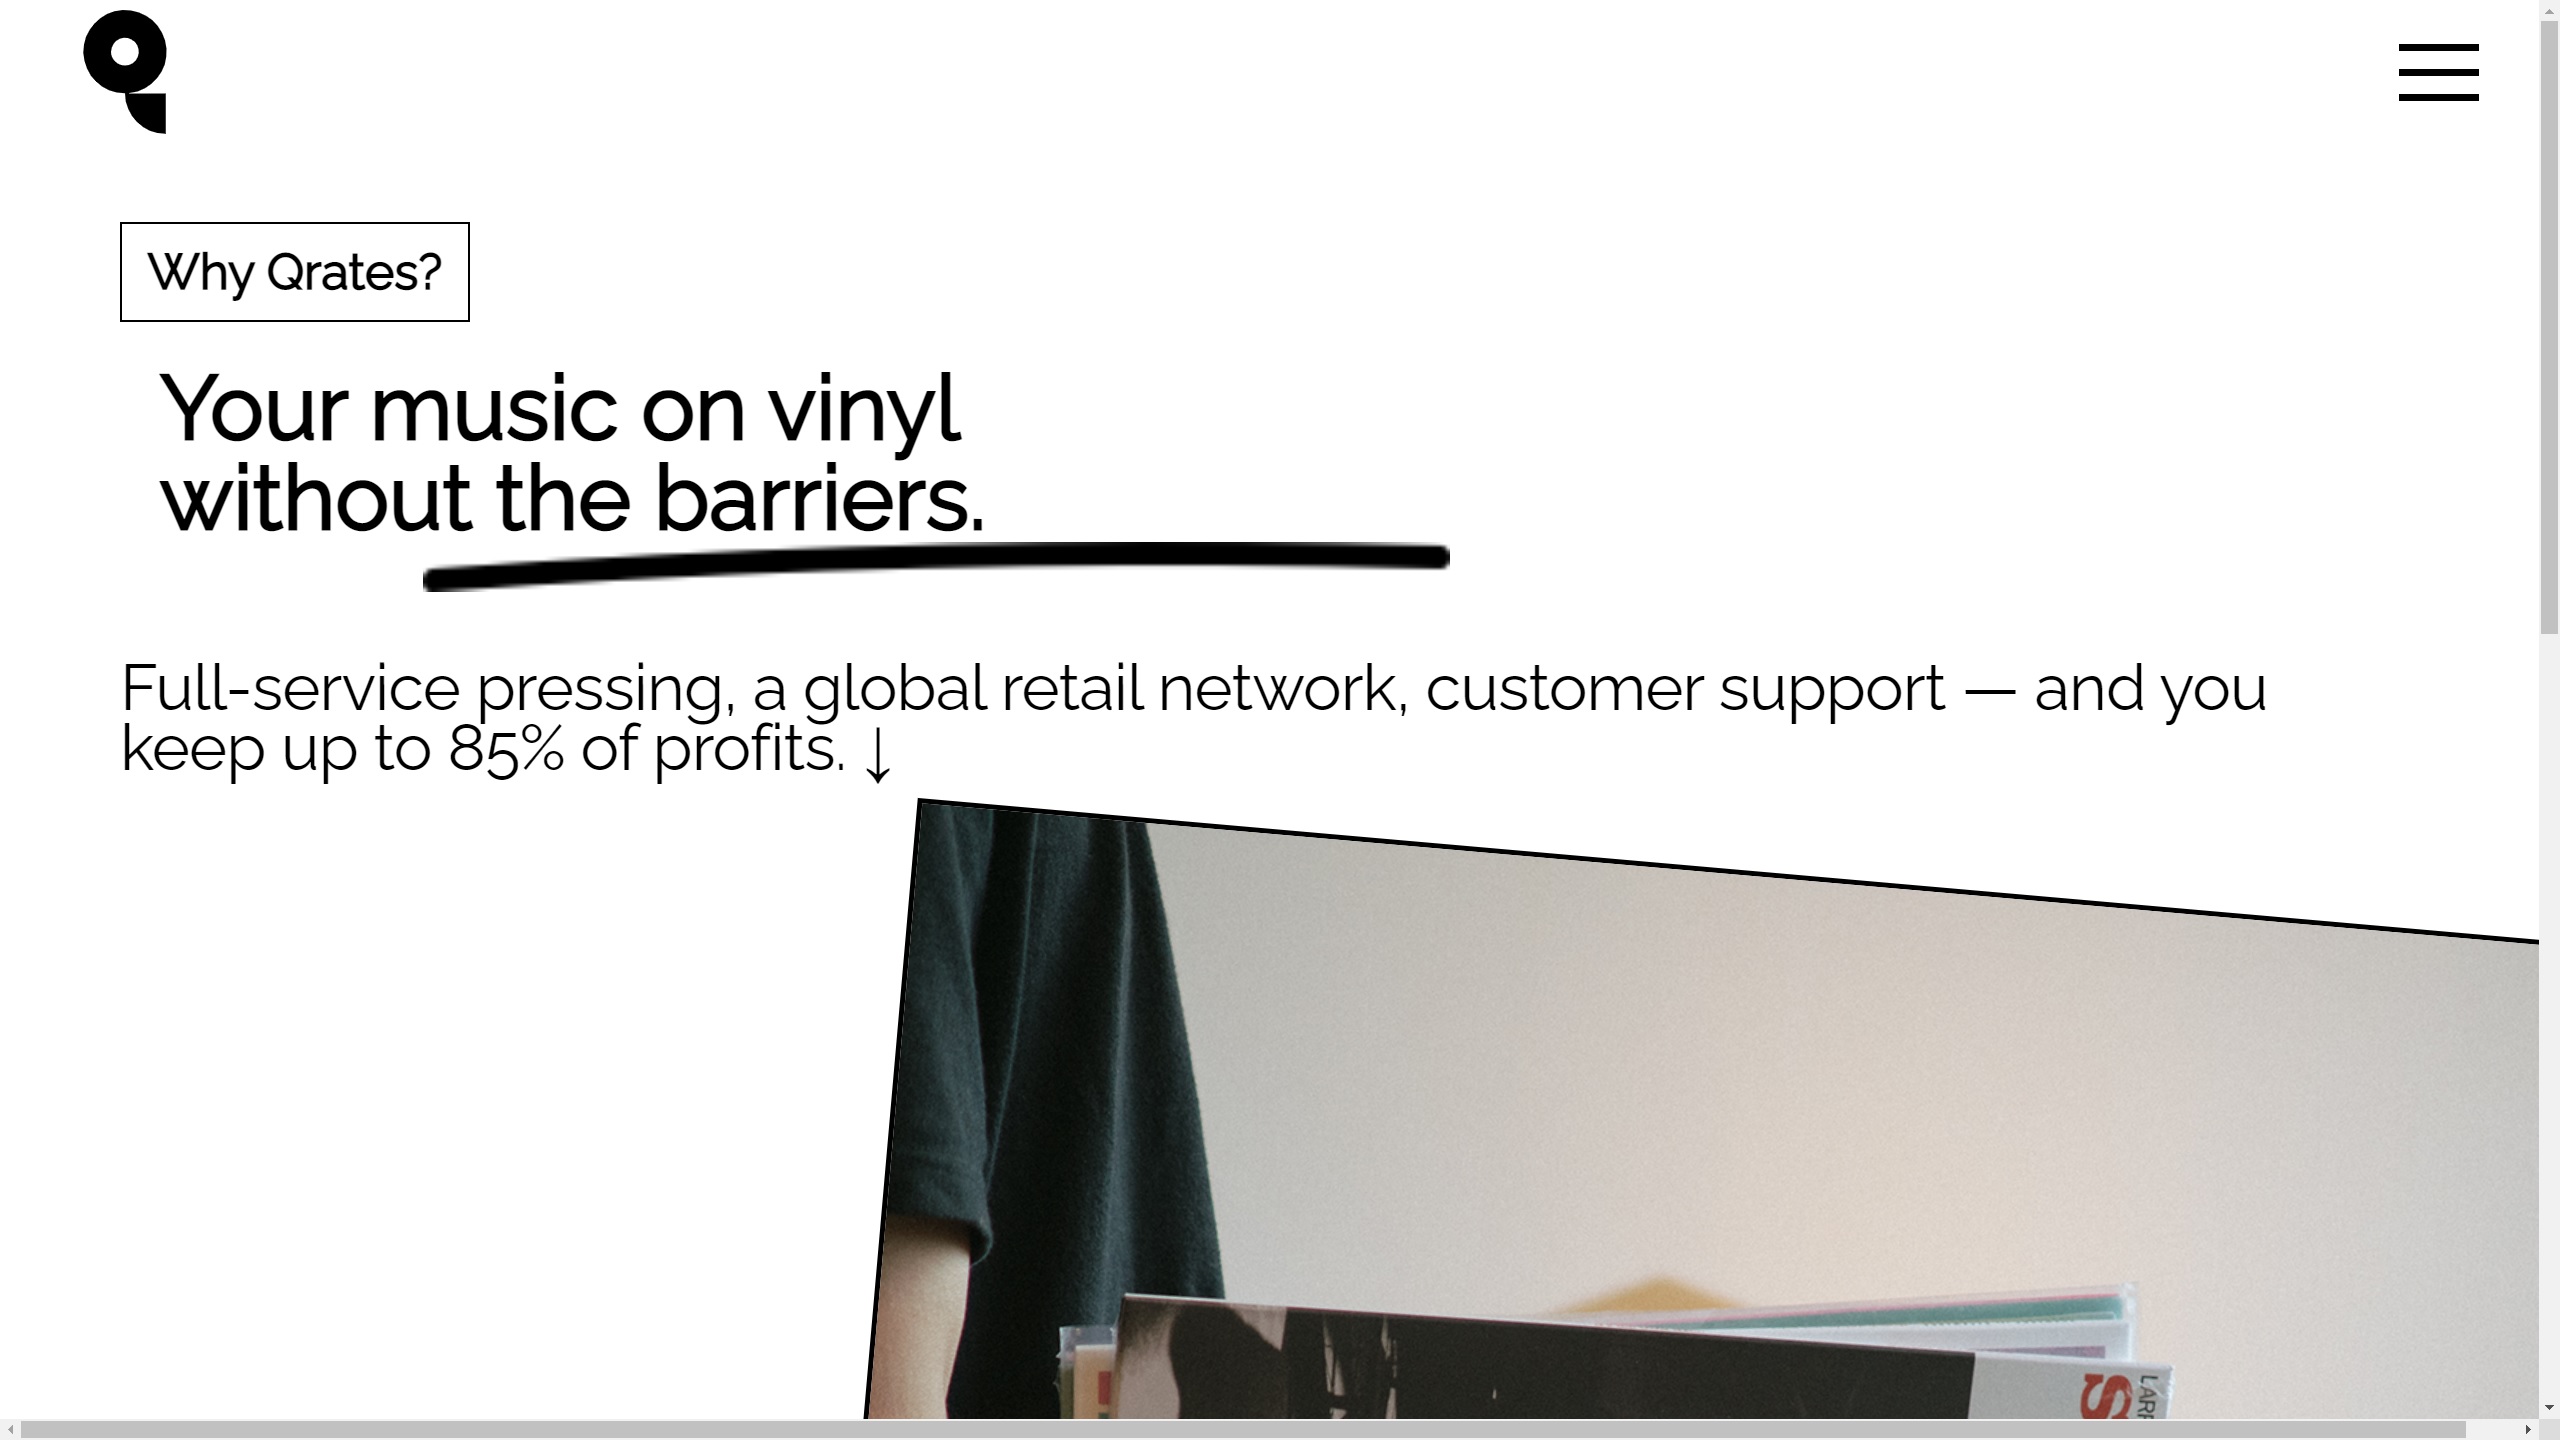 Why Qrates?
Your music on vinyl
without the barriers.
Full-service pressing, a global retail network, customer support — and you
keep up to 85% of profits. ↓